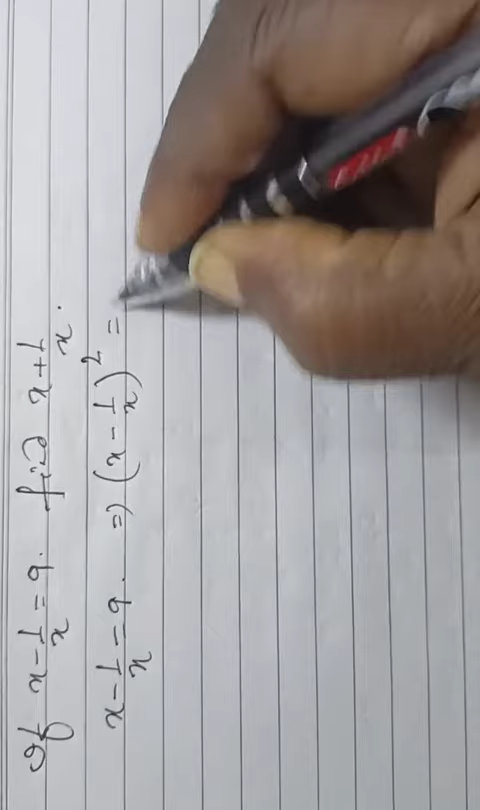 If x - 1/x = 9. find x + 1/x.
x - 1/x = 9. => (x - 1/x)² =